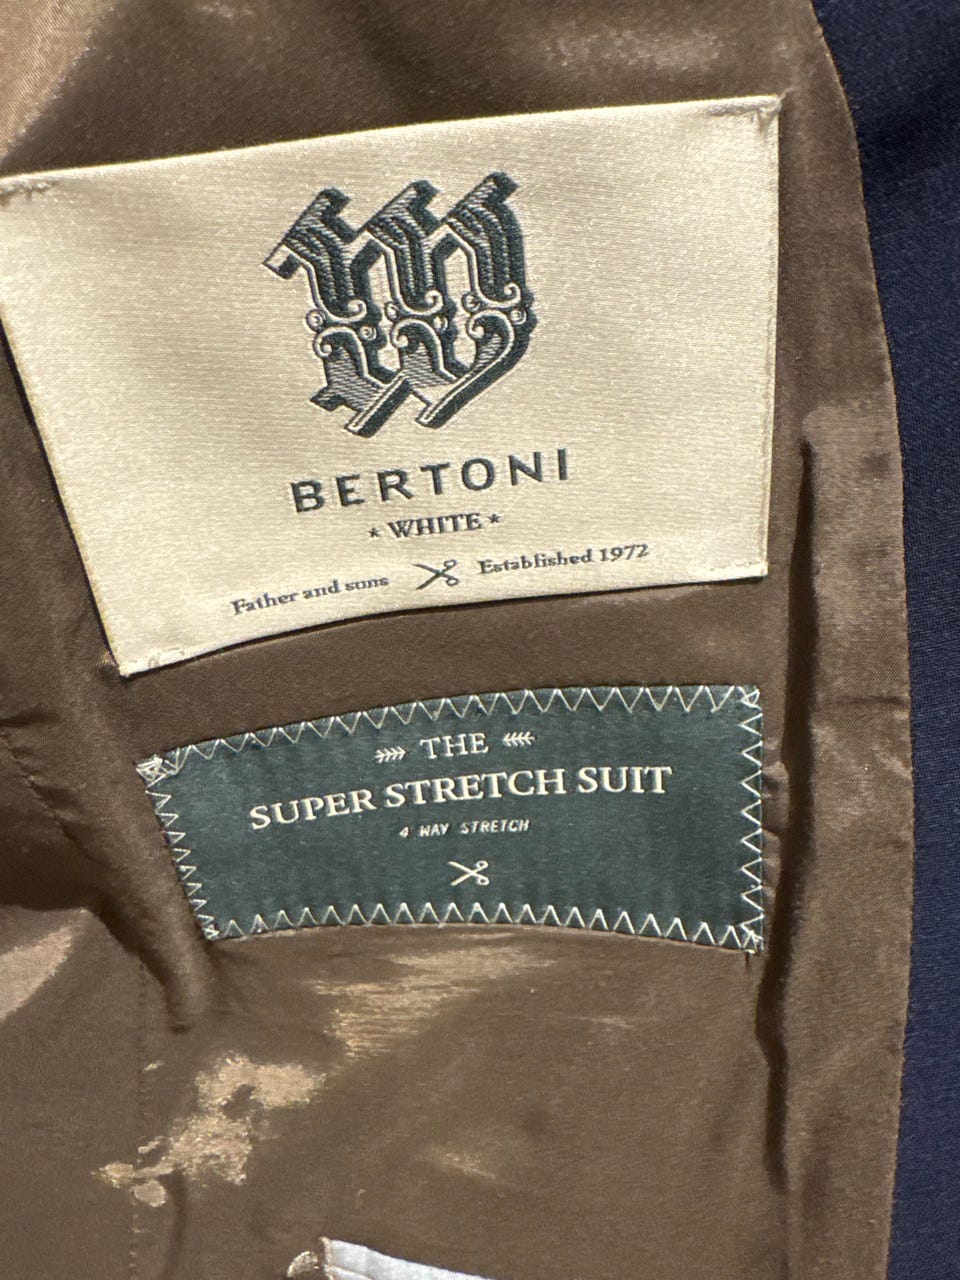 W
BERTONI
* WHITE *
Father and sons Established 1972
THE
SUPER STRETCH SUIT
4 WAY STRETCH